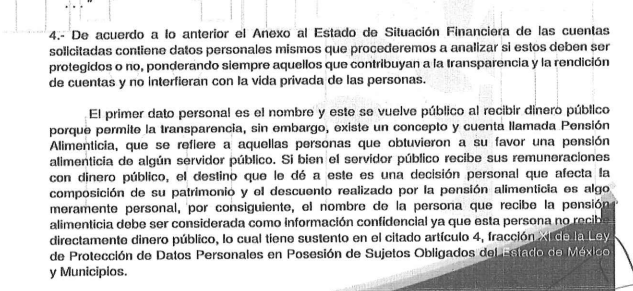 ..."
4.- De acuerdo a lo anterior el Anexo al Estado de Situación Financiera de las cuentas
solicitadas contiene datos personales mismos que procederemos a analizar si estos deben ser
protegidos o no, ponderando siempre aquellos que contribuyan a la transparencia y la rendición
de cuentas y no interfieran con la vida privada de las personas.
El primer dato personal es el nombre y este se vuelve público al recibir dinero público
porque permite la transparencia, sin embargo, existe un concepto y cuenta llamada Pensión
Alimenticia, que se refiere a aquellas personas que obtuvieron a su favor una pensión
alimenticia de algún servidor público. Si bien el servidor público recibe sus remuneraciones
con dinero público, el destino que le dé a este es una decisión personal que afecta la
composición de su patrimonio y el descuento realizado por la pensión alimenticia es algo
meramente personal, por consiguiente, el nombre de la persona que recibe la pensión
alimenticia debe ser considerada como información confidencial ya que esta persona no recibe
directamente dinero público, lo cual tiene sustento en el citado artículo 4, fracción XI de la Ley
de Protección de Datos Personales en Posesión de Sujetos Obligados del Estado de México
y Municipios.